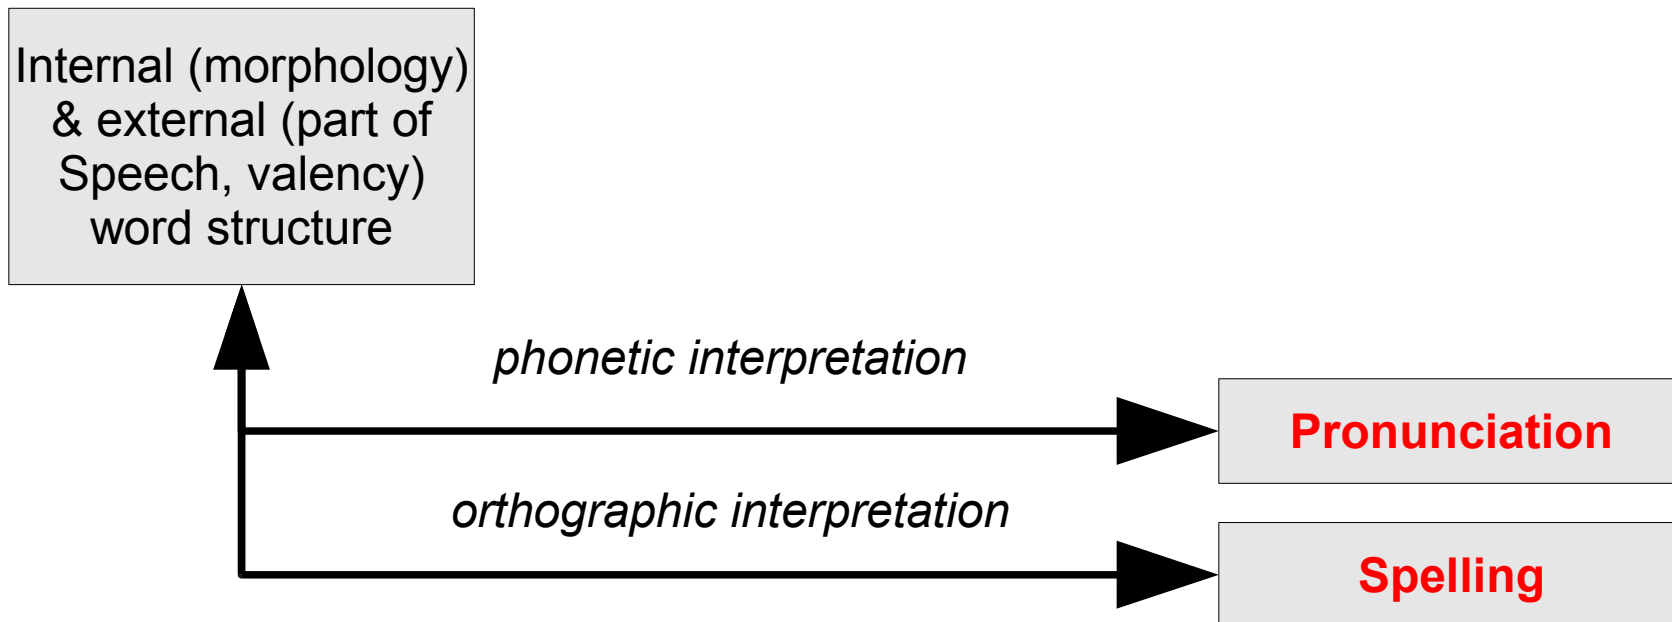 Internal (morphology)
& external (part of
Speech, valency)
word structure
phonetic interpretation
Pronunciation
orthographic interpretation
Spelling